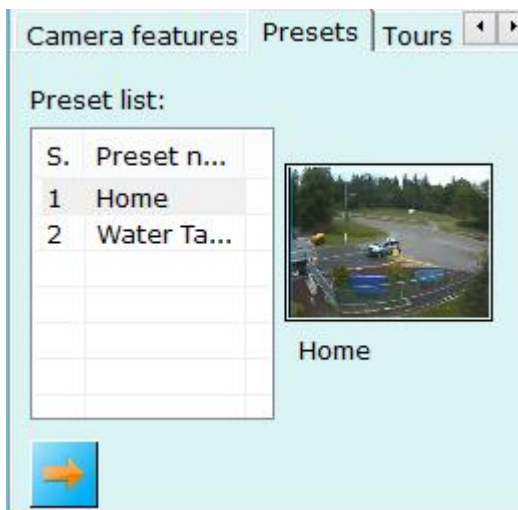 Camera features Presets Tours
Preset list:
S. Preset n...
1 Home
2 Water Ta...
Home